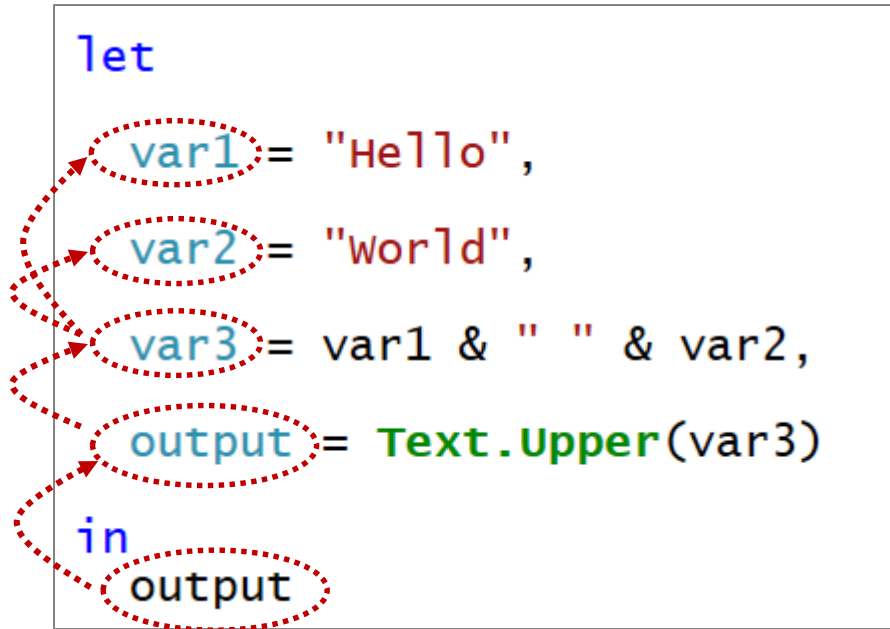 let
var1 = "Hello",
var2 = "World",
var3 = var1 & " " & var2,
output = Text.Upper(var3)
in
output